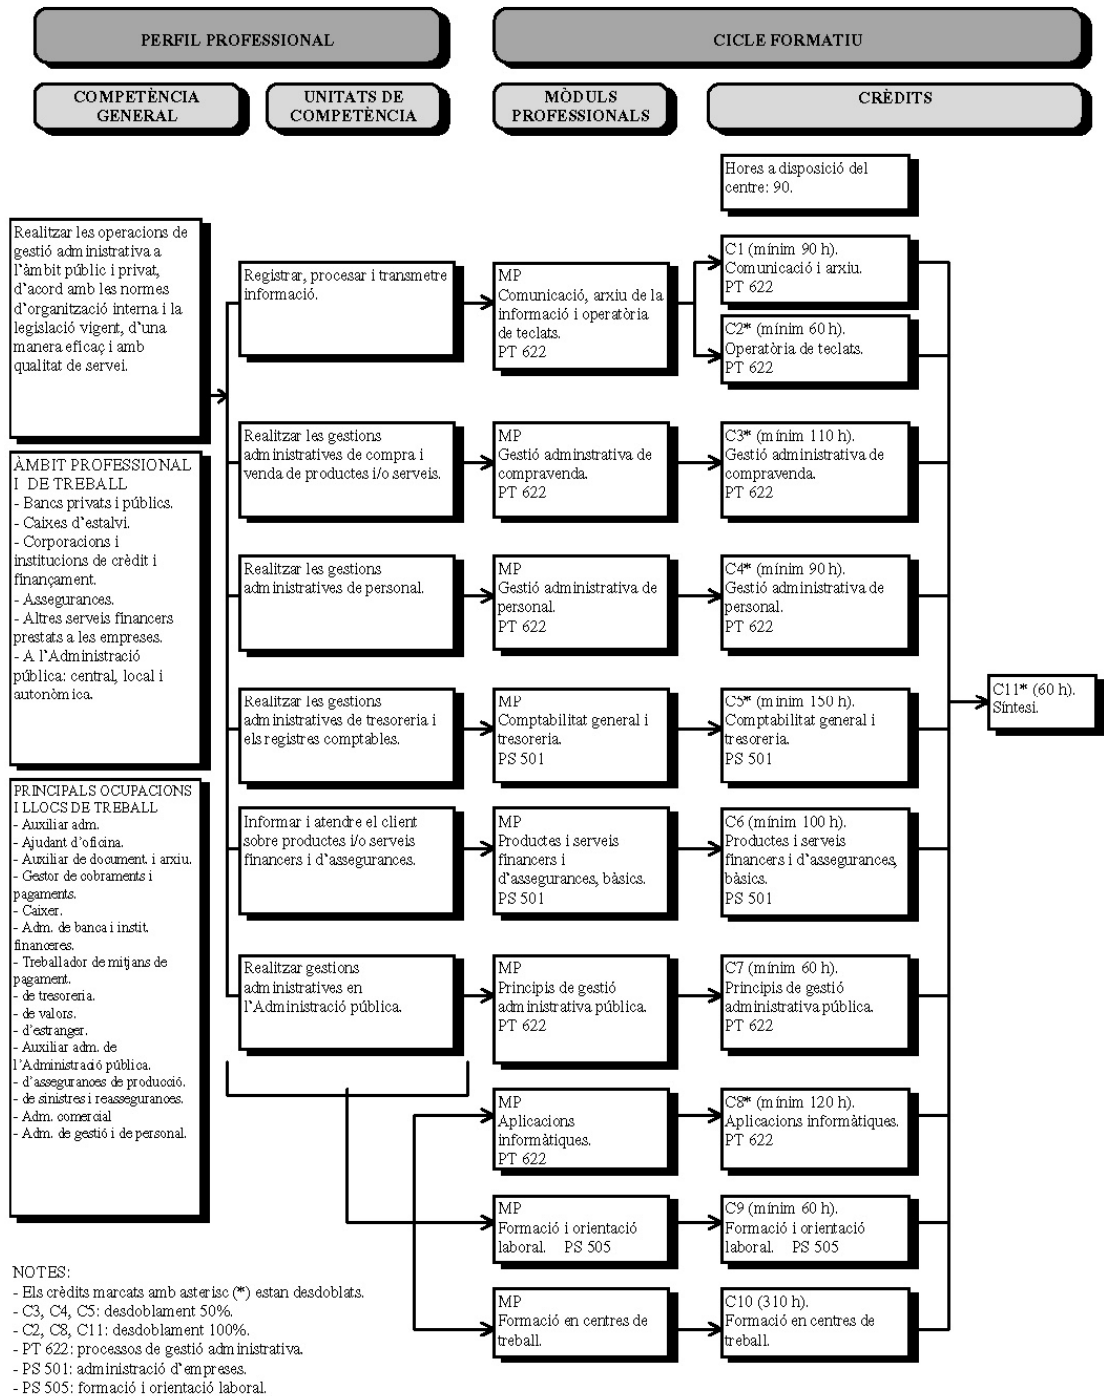 PERFIL PROFESSIONAL
CICLE FORMATIU
COMPETÈNCIA
GENERAL
UNITATS DE
COMPETÈNCIA
MÒDULS
PROFESSIONALS
CRÈDITS
Hores a disposició del
centre: 90.
Realitzar les operacions de
gestió administrativa a
l'àmbit públic i privat,
d'acord amb les normes
d'organització interna i la
legislació vigent, d'una
manera eficaç i amb
qualitat de servei.
ÀMBIT PROFESSIONAL
I DE TREBALL
- Bancs privats i públics.
- Caixes d'estalvi.
- Corporacions i
institucions de crèdit i
finançament.
- Assegurances.
- Altres serveis financers
prestats a les empreses.
- A l'Administració
pública: central, local i
autonòmica.
PRINCIPALS OCUPACIONS
I LLOCS DE TREBALL
- Auxiliar adm.
- Ajudant d'oficina.
- Auxiliar de document. i arxiu.
- Gestor de cobraments i
pagaments.
- Caixer.
- Adm. de banca i instit.
financeres.
- Treballador de mitjans de
pagament.
- de tresoreria.
- de valors.
- d'estranger.
- Auxiliar adm. de
l'Administració pública.
- d'assegurances de producció.
- de sinistres i reassegurances.
- Adm. comercial
- Adm. de gestió i de personal.
Registrar, procesar i transmetre
informació.
MP
Comunicació, arxiu de la
informació i operatòria
de teclats.
PT 622
C1 (mínim 90 h).
Comunicació i arxiu.
PT 622
C2* (mínim 60 h).
Operatòria de teclats.
PT 622
Realitzar les gestions
administratives de compra i
venda de productes i/o serveis.
MP
Gestió adminstrativa de
compravenda.
PT 622
C3* (mínim 110 h).
Gestió administrativa de
compravenda.
PT 622
Realitzar les gestions
administratives de personal.
MP
Gestió administrativa de
personal.
PT 622
C4* (mínim 90 h).
Gestió administrativa de
personal.
PT 622
Realitzar les gestions
administratives de tresoreria i
els registres comptables.
MP
Comptabilitat general i
tresoreria.
PS 501
C5* (mínim 150 h).
Comptabilitat general i
tresoreria.
PS 501
C11* (60 h).
Síntesi.
Informar i atendre el client
sobre productes i/o serveis
financers i d'assegurances.
MP
Productes i serveis
financers i
d'assegurances, bàsics.
PS 501
C6 (mínim 100 h).
Productes i serveis
financers i d'assegurances,
bàsics.
PS 501
Realitzar gestions
administratives en
l'Administració pública.
MP
Principis de gestió
administrativa pública.
PT 622
C7 (mínim 60 h).
Principis de gestió
administrativa pública.
PT 622
MP
Aplicacions
informàtiques.
PT 622
C8* (mínim 120 h).
Aplicacions informàtiques.
PT 622
MP
Formació i orientació
laboral. PS 505
C9 (mínim 60 h).
Formació i orientació
laboral. PS 505
MP
Formació en centres de
treball.
C10 (310 h).
Formació en centres de
treball.
NOTES:
- Els crèdits marcats amb asterisc (*) estan desdoblats.
- C3, C4, C5: desdoblament 50%.
- C2, C8, C11: desdoblament 100%.
- PT 622: processos de gestió administrativa.
- PS 501: administració d'empreses.
- PS 505: formació i orientació laboral.